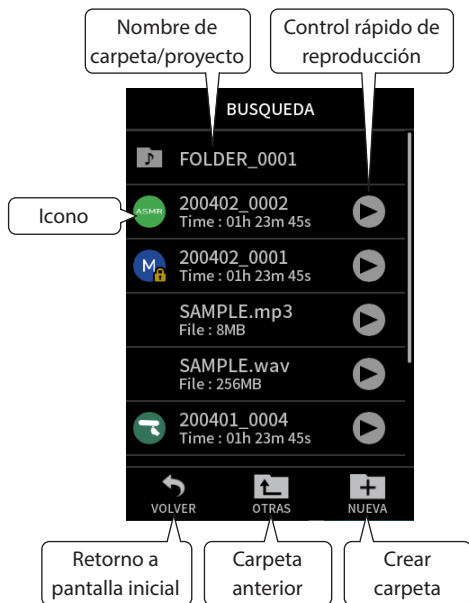 Nombre de
carpeta/proyecto
Control rápido de
reproducción
BUSQUEDA
FOLDER_0001
Icono
ASMR
200402_0002
Time : 01h 23m 45s
M
200402_0001
Time : 01h 23m 45s
SAMPLE.mp3
File : 8MB
SAMPLE.wav
File : 256MB
200401_0004
Time : 01h 23m 45s
VOLVER
OTRAS
NUEVA
Retorno a
pantalla inicial
Carpeta
anterior
Crear
carpeta